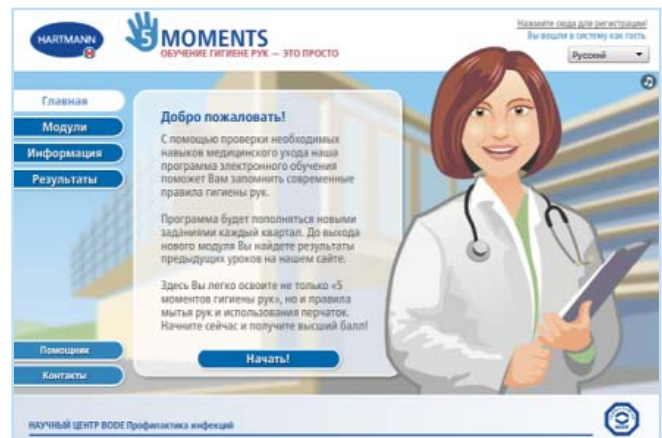 HARTMANN
5 MOMENTS
ОБУЧЕНИЕ ГИГИЕНЕ РУК — ЭТО ПРОСТО
Нажмите сюда для регистрации!
Вы вошли в систему как гость.
Русский
Главная
Модули
Информация
Результаты
Помощник
Контакты
Добро пожаловать!
С помощью проверки необходимых
навыков медицинского ухода наша
программа электронного обучения
поможет Вам запомнить современные
правила гигиены рук.
Программа будет пополняться новыми
заданиями каждый квартал. До выхода
нового модуля Вы найдете результаты
предыдущих уроков на нашем сайте.
Здесь Вы легко освоите не только «5
моментов гигиены рук», но и правила
мытья рук и использования перчаток.
Начните сейчас и получите высший балл!
Начать!
НАУЧНЫЙ ЦЕНТР BODE Профилактика инфекций
BODE